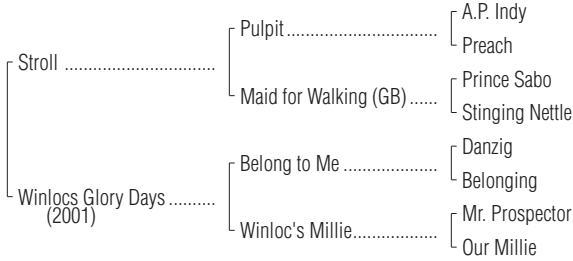 A.P. Indy
Pulpit
Preach
Stroll
Prince Sabo
Maid for Walking (GB)
Stinging Nettle
Danzig
Belong to Me
Belonging
Winlocs Glory Days
(2001)
Mr. Prospector
Winloc's Millie
Our Millie